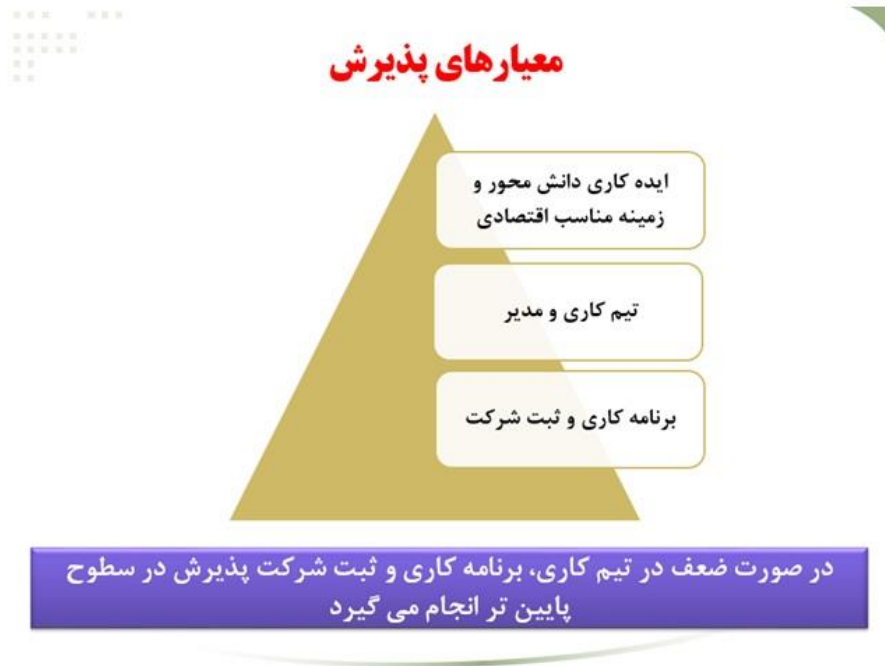 معیارهای پذیرش
ایده کاری دانش محور و
زمینه مناسب اقتصادی
تیم کاری و مدیر
برنامه کاری و ثبت شرکت
در صورت ضعف در تیم کاری، برنامه کاری و ثبت شرکت پذیرش در سطوح
پایین تر انجام می گیرد